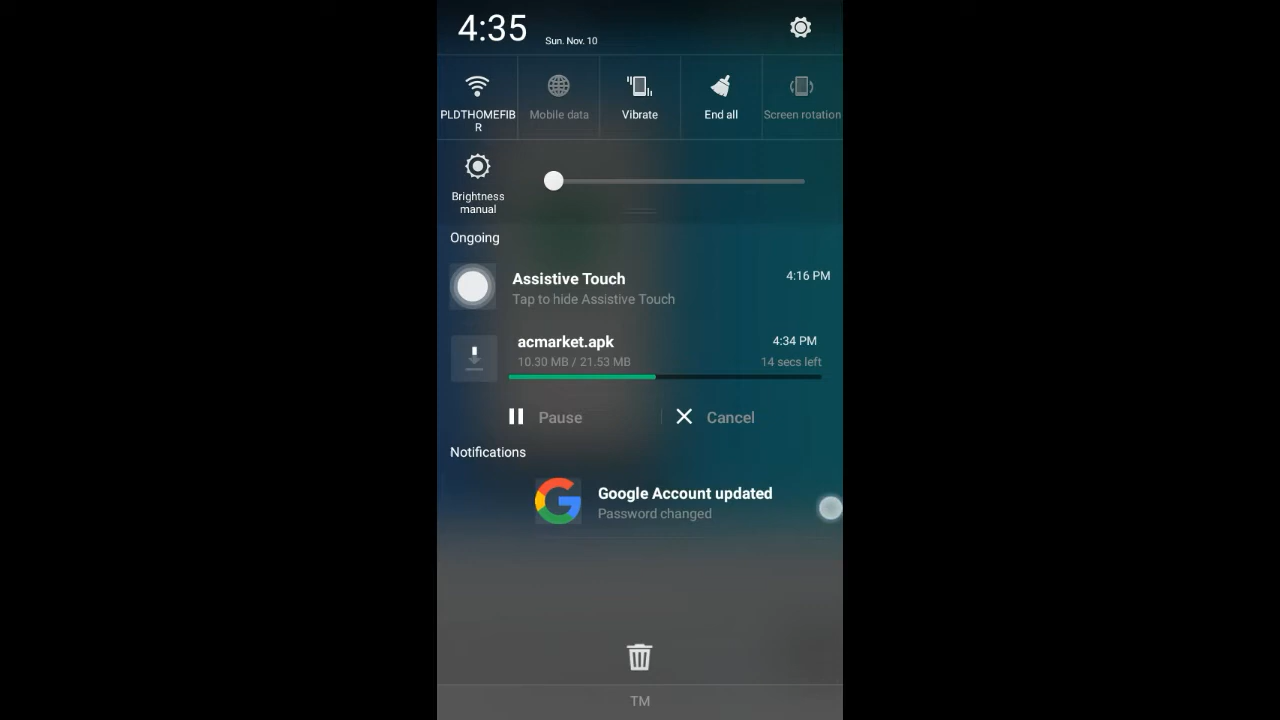 4:35
Sun. Nov. 10
PLDTHOMEFIB
R
Mobile data
Vibrate
End all
Screen rotation
Brightness
manual
Ongoing
Assistive Touch
4:16 PM
Tap to hide Assistive Touch
acmarket.apk
4:34 PM
10.30 MB / 21.53 MB
14 secs left
Pause
Cancel
Notifications
Google Account updated
Password changed
TM